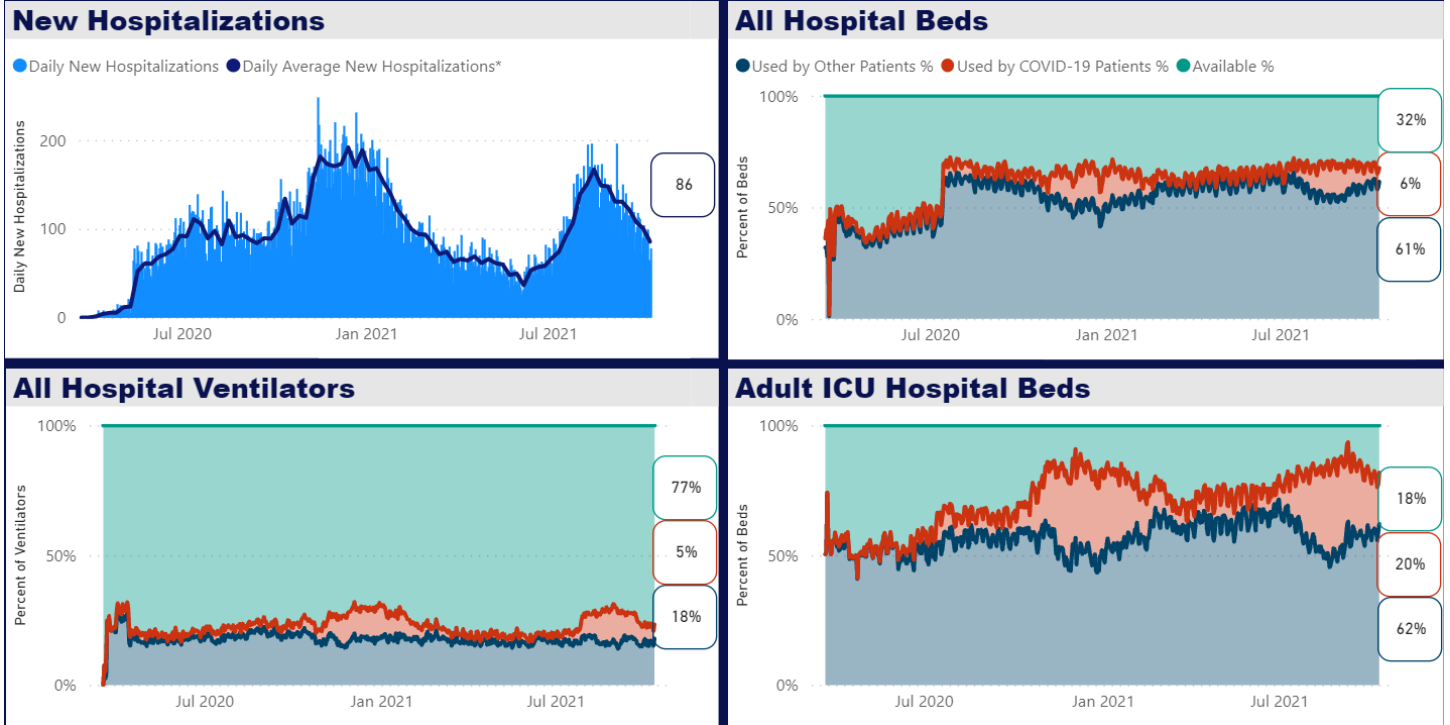 New Hospitalizations
Daily New Hospitalizations Daily Average New Hospitalizations*
Daily New Hospitalizations
200
100
0
86
Jul 2020 Jan 2021 Jul 2021
All Hospital Beds
Used by Other Patients % Used by COVID-19 Patients % Available %
Percent of Beds
100%
50%
0%
32%
6%
61%
Jul 2020 Jan 2021 Jul 2021
All Hospital Ventilators
Percent of Ventilators
100%
50%
0%
77%
5%
18%
Jul 2020 Jan 2021 Jul 2021
Adult ICU Hospital Beds
Percent of Beds
100%
50%
0%
18%
20%
62%
Jul 2020 Jan 2021 Jul 2021